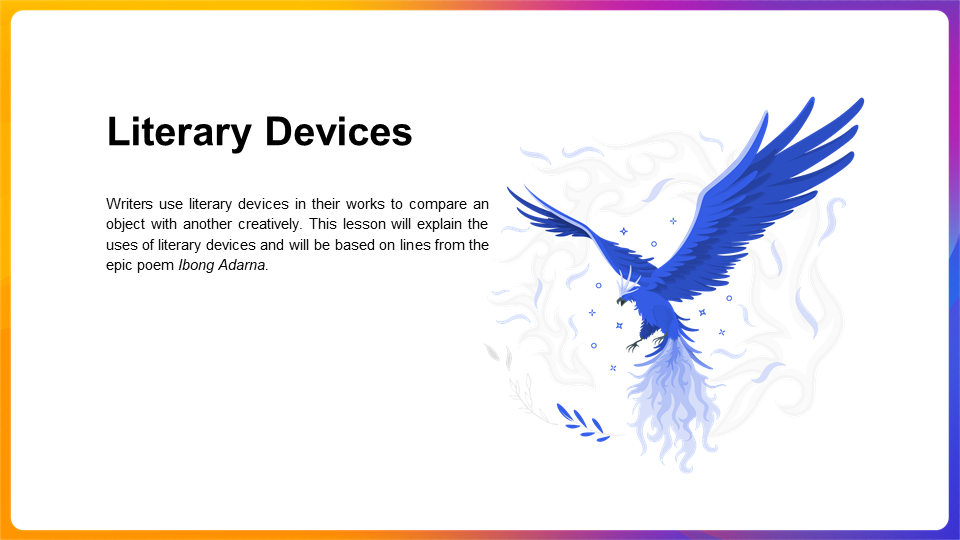 Literary Devices
Writers use literary devices in their works to compare an
object with another creatively. This lesson will explain the
uses of literary devices and will be based on lines from the
epic poem Ibong Adarna.